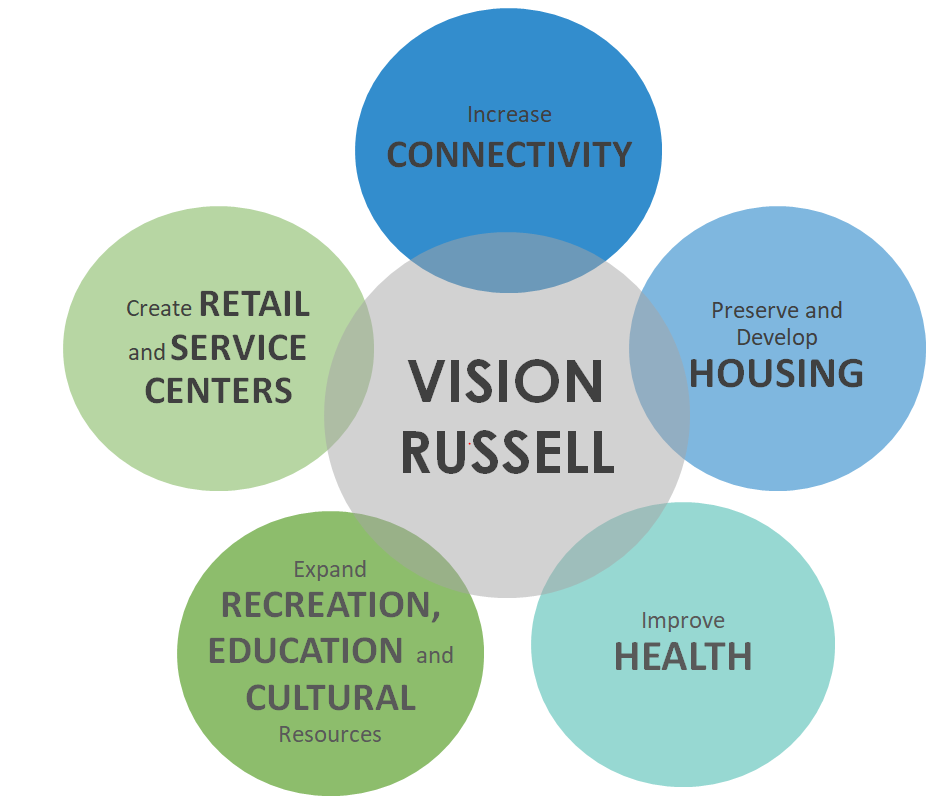 Increase
CONNECTIVITY
Create RETAIL
and SERVICE
CENTERS
Preserve and
Develop
HOUSING
VISION
RUSSELL
Expand
RECREATION,
EDUCATION and
CULTURAL
Resources
Improve
HEALTH